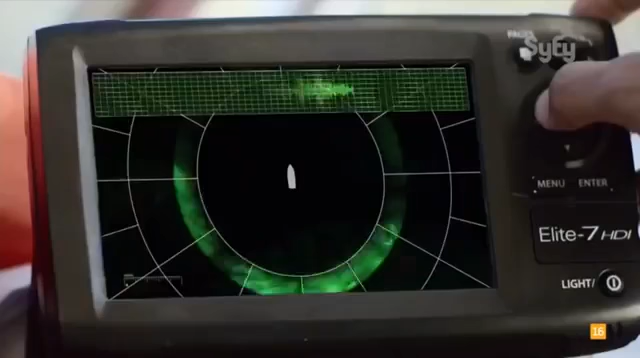 PAGES
SyFy
MENU ENTER
Elite-7 HDI
LIGHT/
16